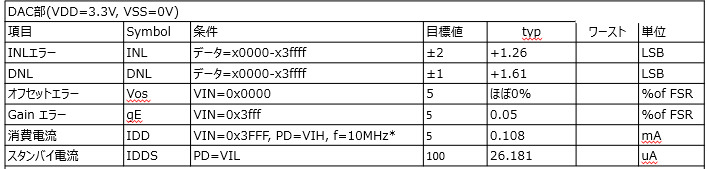 DAC部(VDD=3.3V, VSS=0V)
項目 Symbol 条件 目標値 typ ワースト 単位
INLエラー INL データ=x0000-x3ffff ±2 +1.26 LSB
DNL DNL データ=x0000-x3ffff ±1 +1.61 LSB
オフセットエラー Vos VIN=0x0000 5 ほぼ0% %of FSR
Gain エラー gE VIN=0x3fff 5 0.05 %of FSR
消費電流 IDD VIN=0x3FFF, PD=VIH, f=10MHz* 5 0.108 mA
スタンバイ電流 IDDS PD=VIL 100 26.181 uA